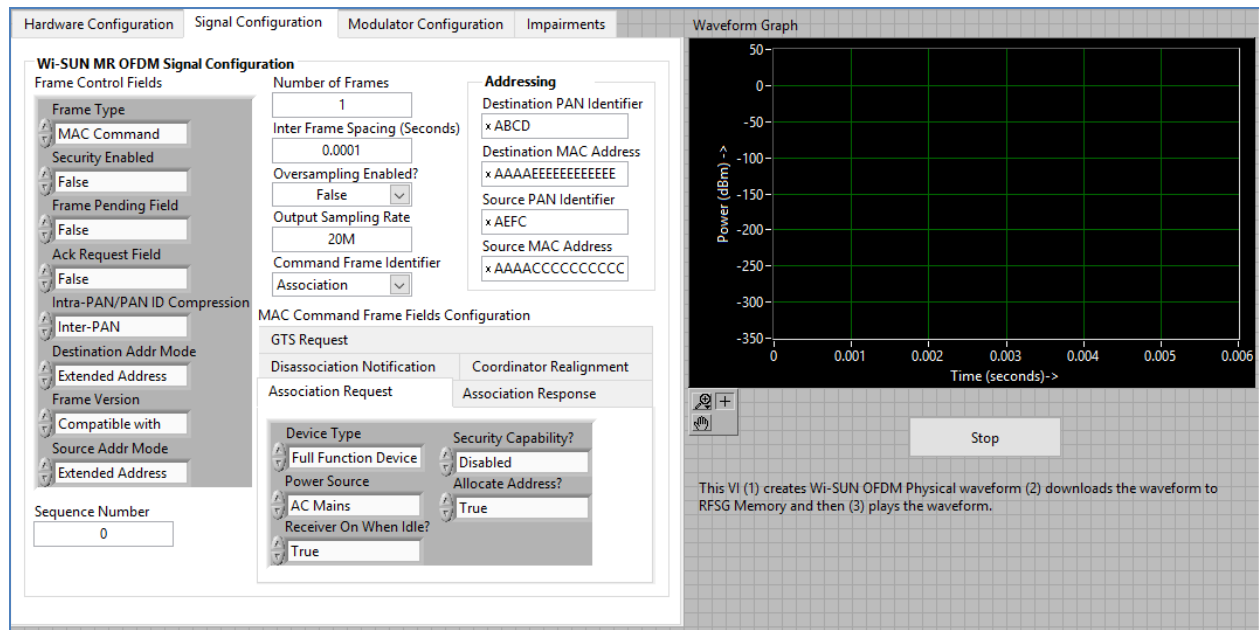 Hardware Configuration
Signal Configuration
Modulator Configuration
Impairments
Wi-SUN MR OFDM Signal Configuration
Frame Control Fields
Frame Type
MAC Command
Security Enabled
False
Frame Pending Field
False
Ack Request Field
False
Intra-PAN/PAN ID Compression
Inter-PAN
Destination Addr Mode
Extended Address
Frame Version
Compatible with
Source Addr Mode
Extended Address
Sequence Number
0
Number of Frames
1
Inter Frame Spacing (Seconds)
0.0001
Oversampling Enabled?
False
Output Sampling Rate
20M
Command Frame Identifier
Association
Addressing
Destination PAN Identifier
x ABCD
Destination MAC Address
x AAAAEEEEEEEEEEEE
Source PAN Identifier
x AEFC
Source MAC Address
x AAAACCCCCCCCCCCC
MAC Command Frame Fields Configuration
GTS Request
Disassociation Notification
Coordinator Realignment
Association Request
Association Response
Device Type
Full Function Device
Power Source
AC Mains
Receiver On When Idle?
True
Security Capability?
Disabled
Allocate Address?
True
Waveform Graph
Power (dBm) ->
50
0
-50
-100
-150
-200
-250
-300
-350
0 0.001 0.002 0.003 0.004 0.005 0.006
Time (seconds)->
Stop
This VI (1) creates Wi-SUN OFDM Physical waveform (2) downloads the waveform to
RFSG Memory and then (3) plays the waveform.